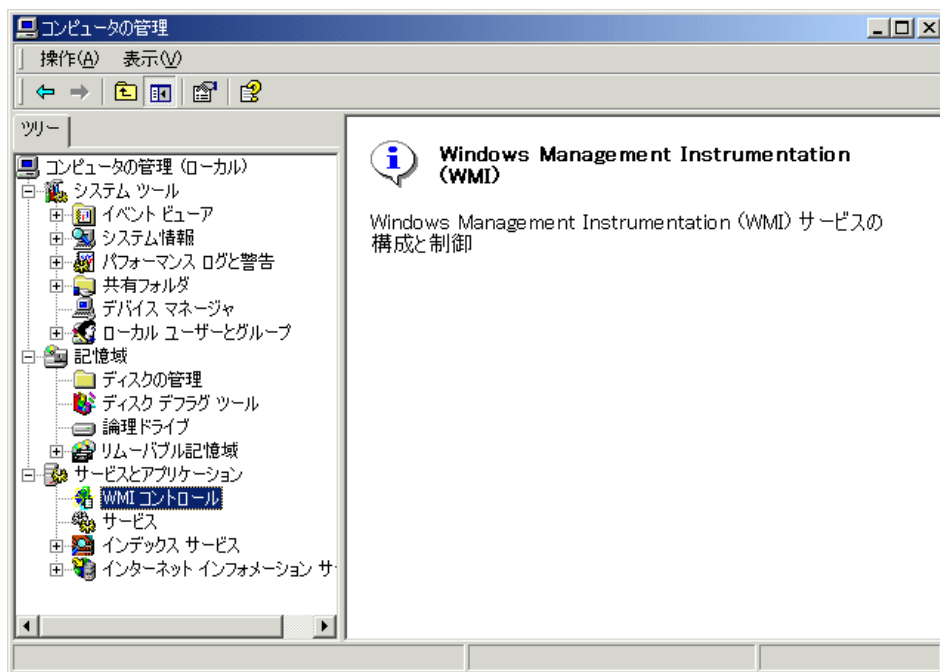 コンピュータの管理
操作(A) 表示(V)
ツリー
コンピュータの管理 (ローカル)
システム ツール
イベント ビューア
システム情報
パフォーマンス ログと警告
共有フォルダ
デバイス マネージャ
ローカル ユーザーとグループ
記憶域
ディスクの管理
ディスク デフラグ ツール
論理ドライブ
リムーバブル記憶域
サービスとアプリケーション
WMI コントロール
サービス
インデックス サービス
インターネット インフォメーション サ
Windows Management Instrumentation
(WMI)
Windows Management Instrumentation (WMI) サービスの
構成と制御